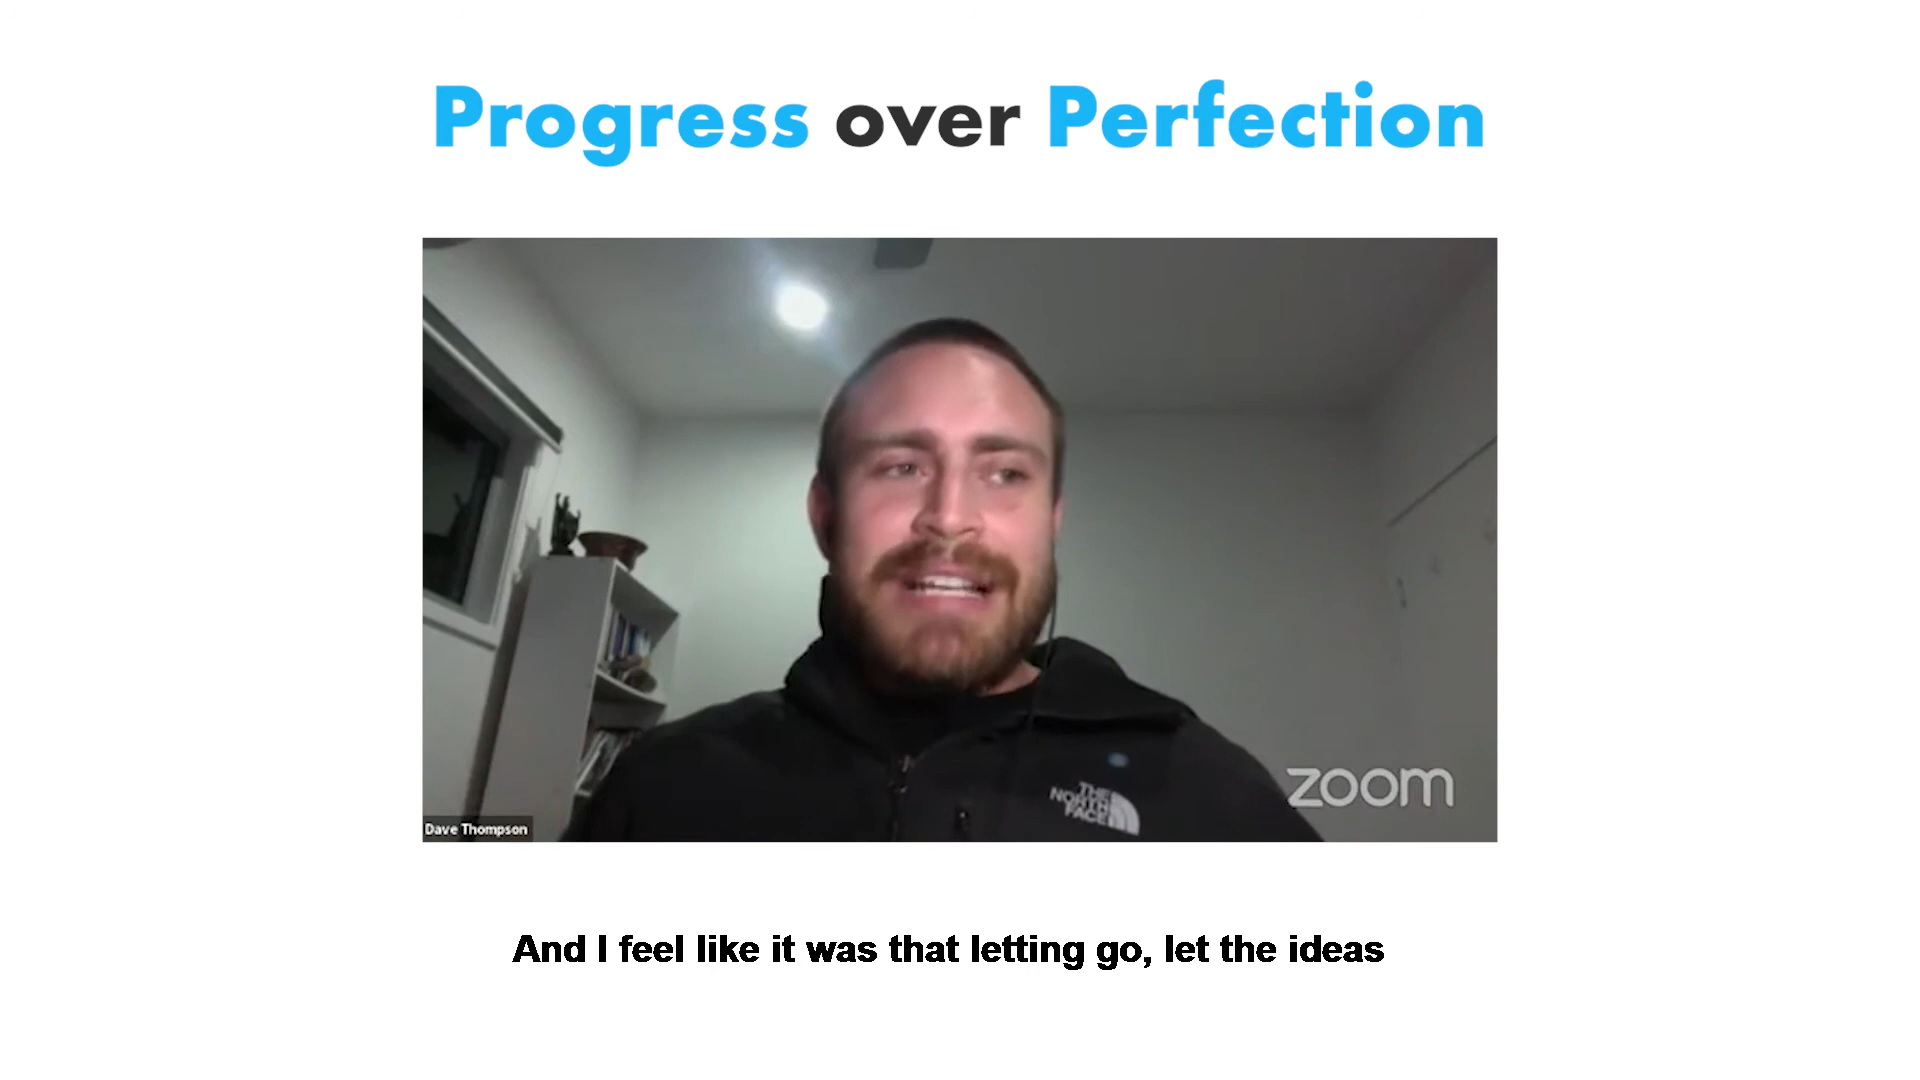 Progress over Perfection
THE
NORTH
FACE
zoom
Dave Thompson
And I feel like it was that letting go, let the ideas